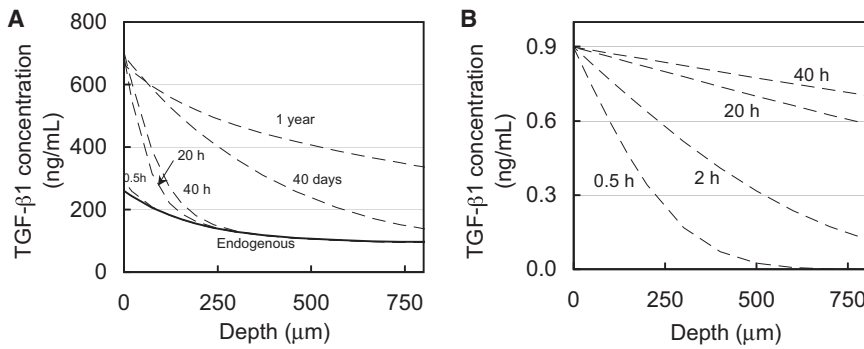 A
TGF-β1 concentration
(ng/mL)
800
600
400
200
0
0.5h
20 h
40 h
1 year
40 days
Endogenous
0
250
500
750
Depth (μm)
B
TGF-β1 concentration
(ng/mL)
0.9
0.6
0.3
0.0
40 h
20 h
2 h
0.5 h
0
250
500
750
Depth (μm)